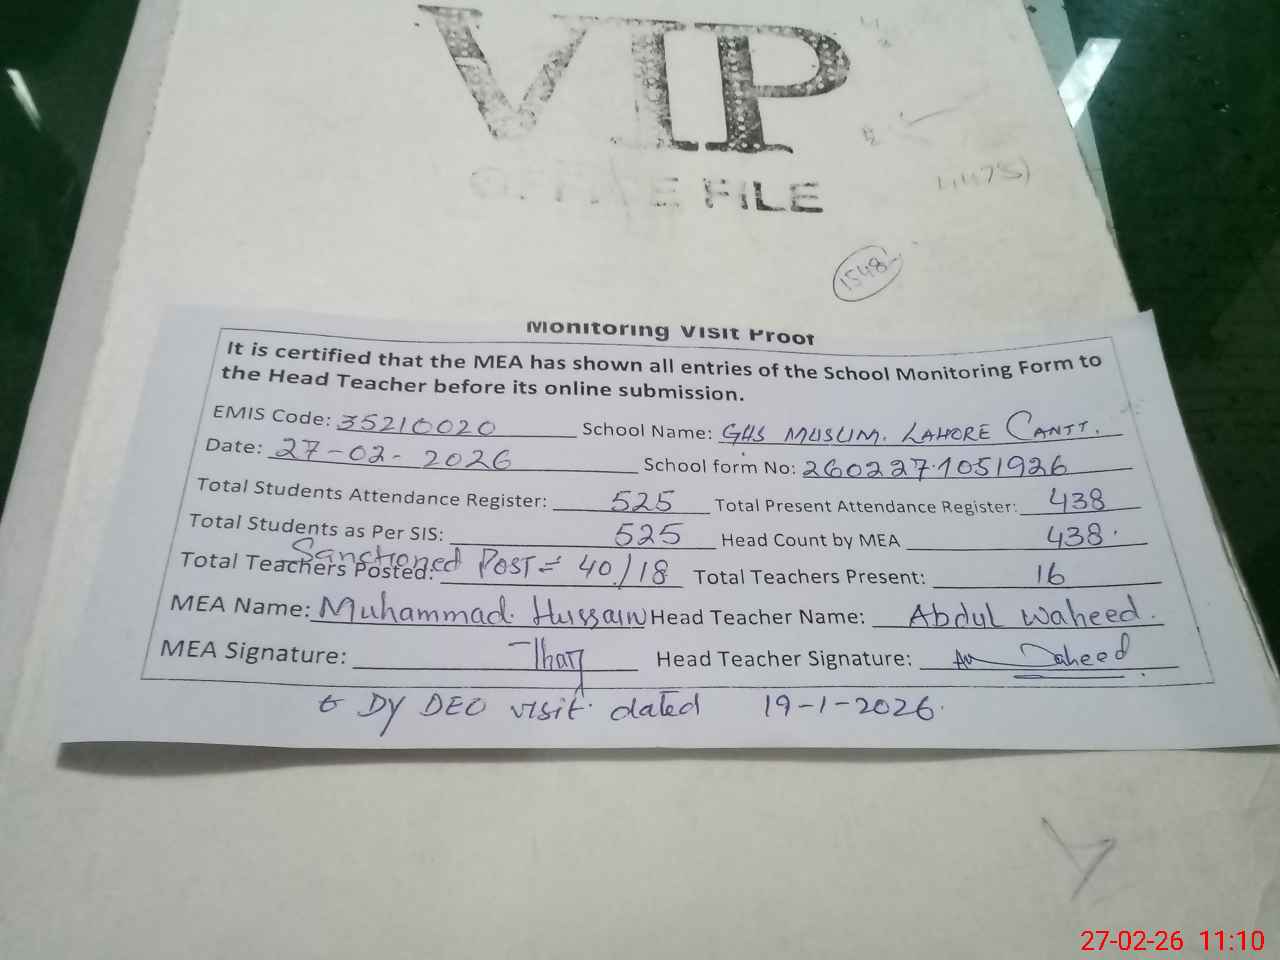 VIP
OFFICE FILE
1548
Monitoring Visit Proof
It is certified that the MEA has shown all entries of the School Monitoring Form to
the Head Teacher before its online submission.
EMIS Code: 35210020 School Name: GHS MUSLIM. LAHORE CANTT.
Date: 27-02-2026 School form No: 260227.1051926
Total Students Attendance Register: 525 Total Present Attendance Register: 438
Total Students as Per SIS: 525 Head Count by MEA 438.
Total Teachers Posted: Sanctioned Post = 40/18 Total Teachers Present: 16
MEA Name: Muhammad. Hussain Head Teacher Name: Abdul Waheed.
MEA Signature: Head Teacher Signature: Waheed
Dy DEO visit dated 19-1-2026.
27-02-26 11:10